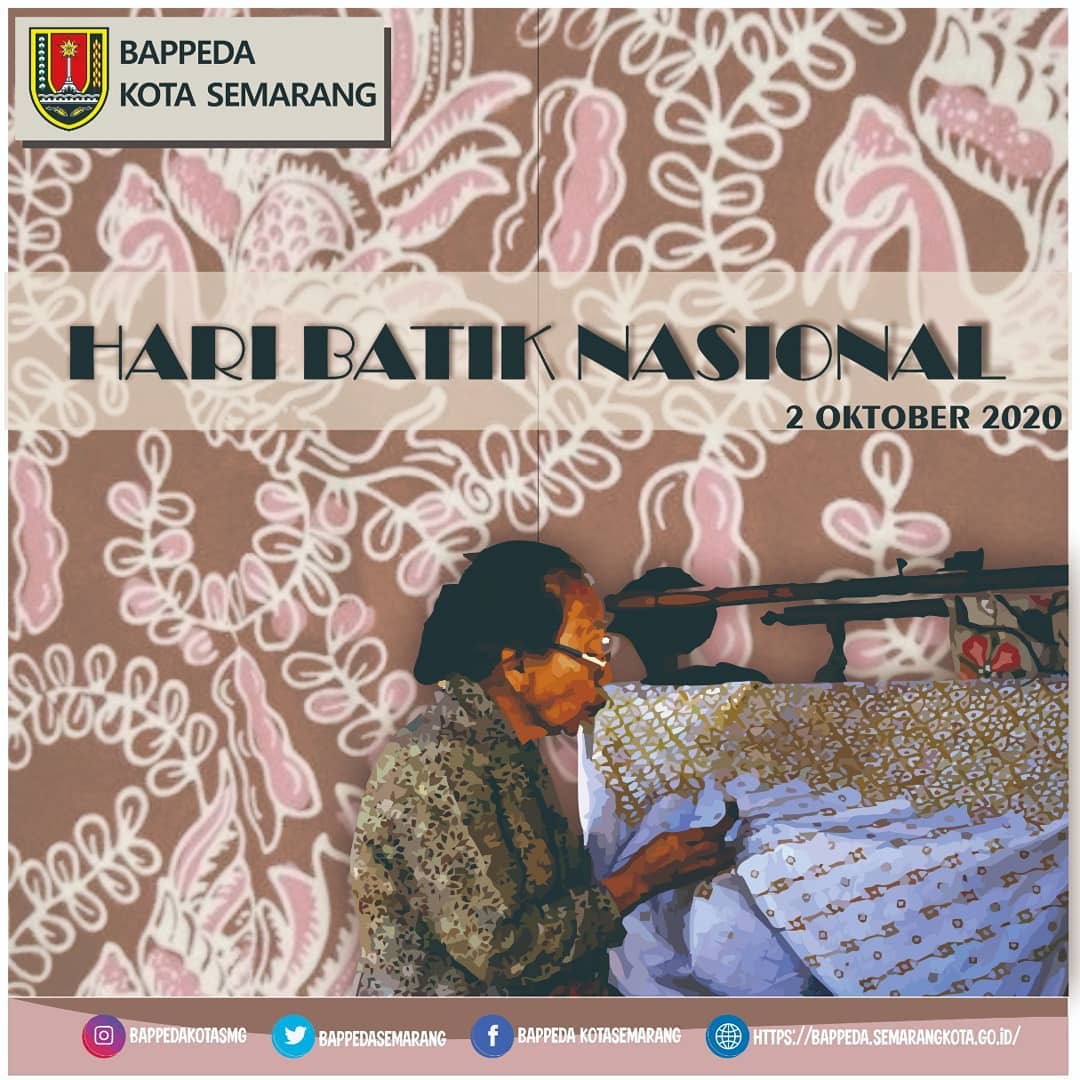 BAPPEDA
KOTA SEMARANG
HARI BATIK NASIONAL
2 OKTOBER 2020
BAPPEDAKOTASMG
BAPPEDASEMARANG
BAPPEDA KOTASEMARANG
HTTPS://BAPPEDA.SEMARANGKOTA.GO.ID/